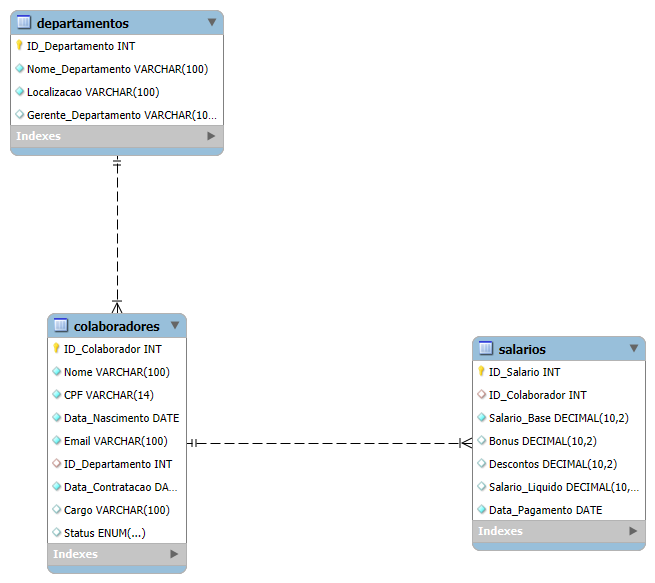 departamentos
ID_Departamento INT
Nome_Departamento VARCHAR(100)
Localizacao VARCHAR(100)
Gerente_Departamento VARCHAR(10...
Indexes
colaboradores
ID_Colaborador INT
Nome VARCHAR(100)
CPF VARCHAR(14)
Data_Nascimento DATE
Email VARCHAR(100)
ID_Departamento INT
Data_Contratacao DA...
Cargo VARCHAR(100)
Status ENUM(...)
Indexes
salarios
ID_Salario INT
ID_Colaborador INT
Salario_Base DECIMAL(10,2)
Bonus DECIMAL(10,2)
Descontos DECIMAL(10,2)
Salario_Liquido DECIMAL(10,...
Data_Pagamento DATE
Indexes